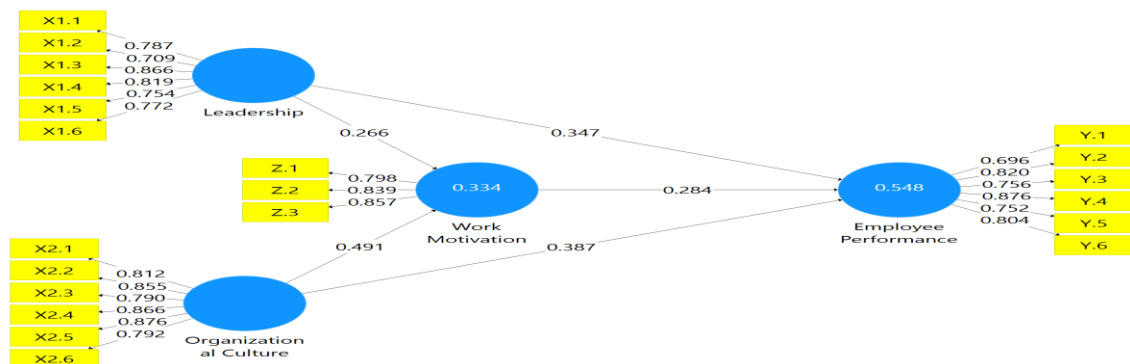 X1.1
X1.2
X1.3
X1.4
X1.5
X1.6
0.787
0.709
0.866
0.819
0.754
0.772
Leadership
0.266
0.347
Z.1
Z.2
Z.3
0.798
0.839
0.857
0.334
Work
Motivation
0.284
0.491
0.387
X2.1
X2.2
X2.3
X2.4
X2.5
X2.6
0.812
0.855
0.790
0.866
0.876
0.792
Organization
al Culture
0.548
Employee
Performance
0.696
0.820
0.756
0.876
0.752
0.804
Y.1
Y.2
Y.3
Y.4
Y.5
Y.6